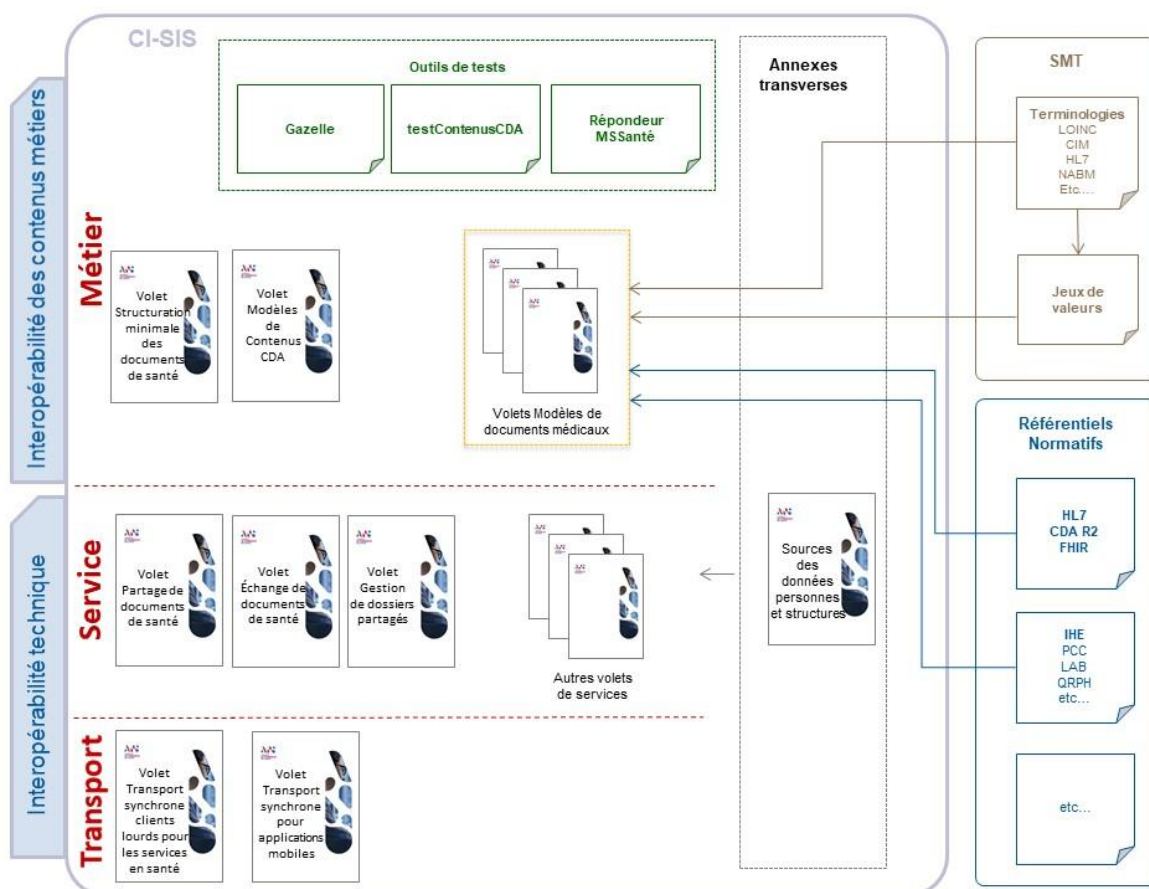 CI-SIS
Interopérabilité des contenus métiers
Interopérabilité technique
Métier
Service
Transport
Outils de tests
Gazelle
testContenusCDA
Répondeur
MSSanté
Annexes
transverses
Volet
Structuration
minimale
des
documents
de santé
Volet
Modèles
de
Contenus
CDA
Volets Modèles de
documents médicaux
Volet
Partage de
documents
de santé
Volet
Échange de
documents
de santé
Volet
Gestion
de dossiers
partagés
Autres volets
de services
Sources
des
données
personnes
et structures
Volet
Transport
synchrone
clients
lourds pour
les services
en santé
Volet
Transport
synchrone
pour
applications
mobiles
SMT
Terminologies
LOINC
CIM
HL7
NABM
Etc....
Jeux de
valeurs
Référentiels
Normatifs
HL7
CDA R2
FHIR
IHE
PCC
LAB
QRPH
etc...
etc...